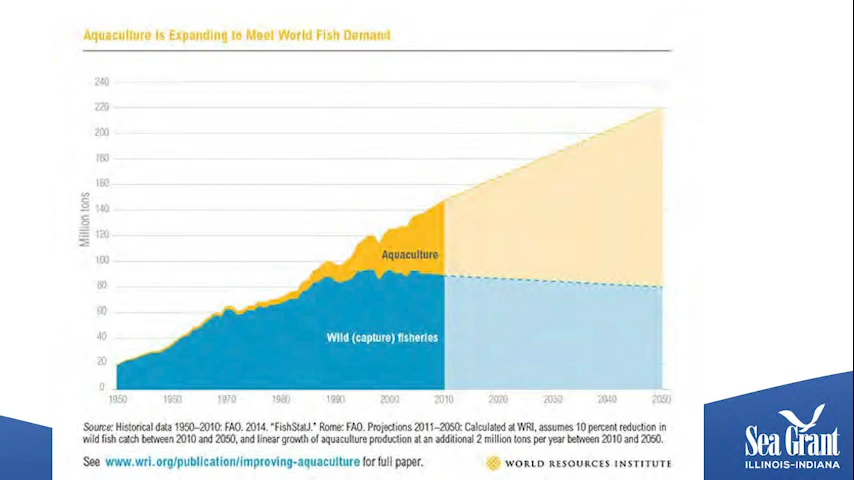 Aquaculture Is Expanding to Meet World Fish Demand
240
220
200
180
160
140
120
100
80
60
40
20
0
Million tons
Aquaculture
Wild (capture) fisheries
1950 1960 1970 1980 1990 2000 2010 2020 2030 2040 2050
Source: Historical data 1950–2010: FAO. 2014. "FishStatJ." Rome: FAO. Projections 2011–2050: Calculated at WRI, assumes 10 percent reduction in
wild fish catch between 2010 and 2050, and linear growth of aquaculture production at an additional 2 million tons per year between 2010 and 2050.
See www.wri.org/publication/improving-aquaculture for full paper.
WORLD RESOURCES INSTITUTE
Sea Grant
ILLINOIS-INDIANA